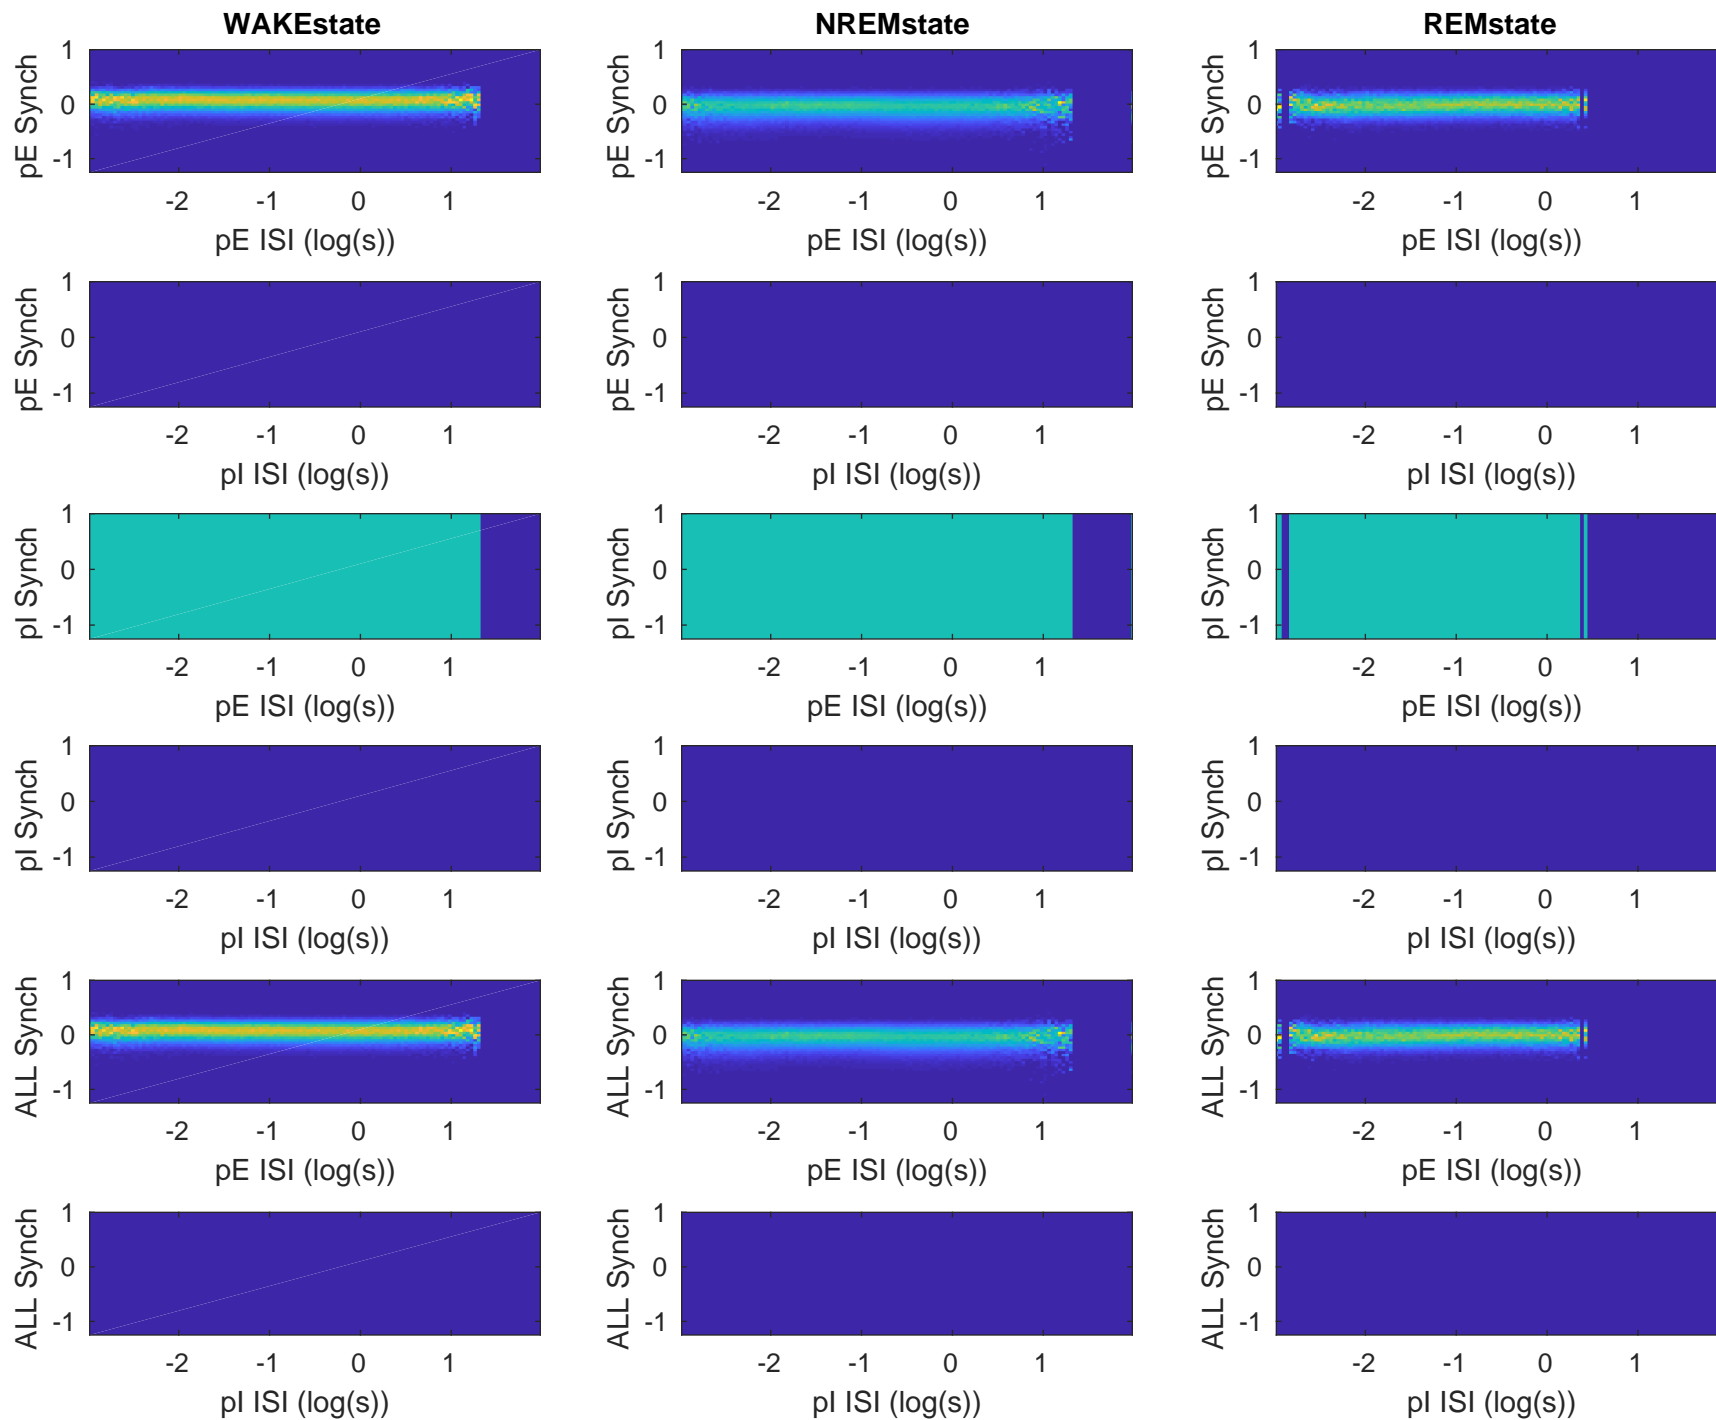 WAKEstate NREMstate REMstate
pE Synch 1 0 -1 pE Synch 1 0 -1 pE Synch 1 0 -1
-2 -1 0 1 -2 -1 0 1 -2 -1 0 1
pE ISI (log(s)) pE ISI (log(s)) pE ISI (log(s))
pE Synch 1 0 -1 pE Synch 1 0 -1 pE Synch 1 0 -1
-2 -1 0 1 -2 -1 0 1 -2 -1 0 1
pI ISI (log(s)) pI ISI (log(s)) pI ISI (log(s))
pI Synch 1 0 -1 pI Synch 1 0 -1 pI Synch 1 0 -1
-2 -1 0 1 -2 -1 0 1 -2 -1 0 1
pE ISI (log(s)) pE ISI (log(s)) pE ISI (log(s))
pI Synch 1 0 -1 pI Synch 1 0 -1 pI Synch 1 0 -1
-2 -1 0 1 -2 -1 0 1 -2 -1 0 1
pI ISI (log(s)) pI ISI (log(s)) pI ISI (log(s))
ALL Synch 1 0 -1 ALL Synch 1 0 -1 ALL Synch 1 0 -1
-2 -1 0 1 -2 -1 0 1 -2 -1 0 1
pE ISI (log(s)) pE ISI (log(s)) pE ISI (log(s))
ALL Synch 1 0 -1 ALL Synch 1 0 -1 ALL Synch 1 0 -1
-2 -1 0 1 -2 -1 0 1 -2 -1 0 1
pI ISI (log(s)) pI ISI (log(s)) pI ISI (log(s))